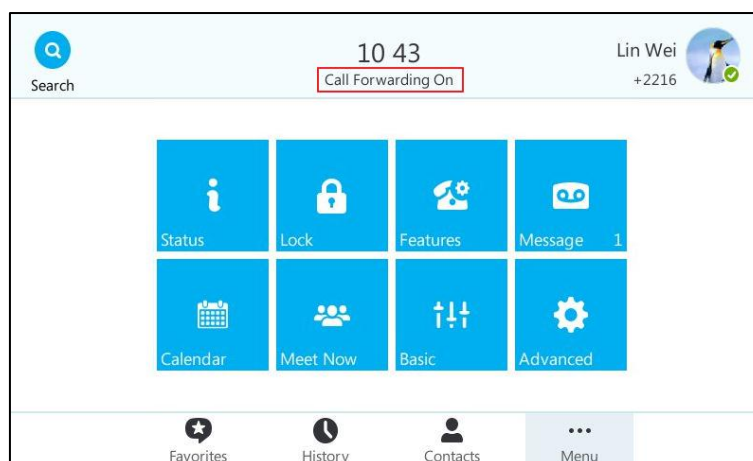 10 43
Lin Wei
Call Forwarding On
+2216
Search
Status
Lock
Features
Message 1
Calendar
Meet Now
Basic
Advanced
Favorites
History
Contacts
Menu